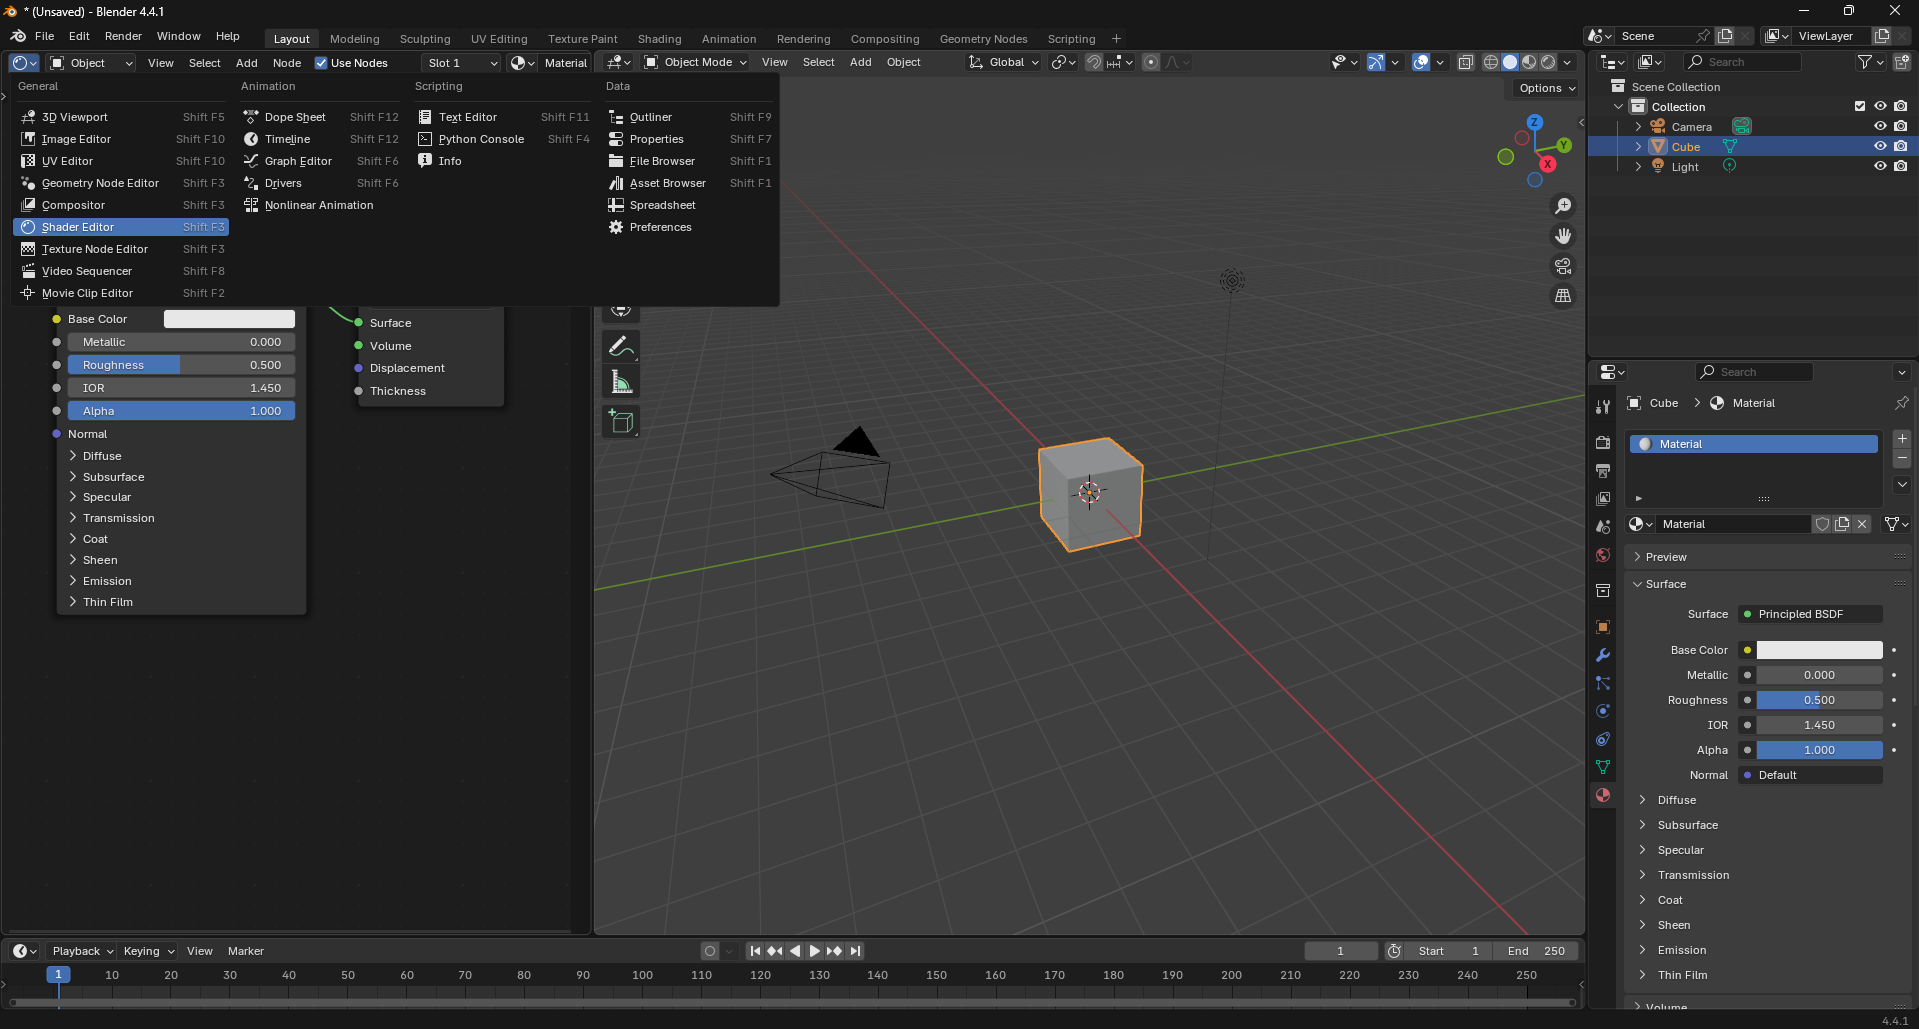 * (Unsaved) - Blender 4.4.1
File Edit Render Window Help Layout Modeling Sculpting UV Editing Texture Paint Shading Animation Rendering Compositing Geometry Nodes Scripting + Scene ViewLayer
Object View Select Add Node Use Nodes Slot 1 Material Object Mode View Select Add Object Global Search
Options
General Animation Scripting Data
3D Viewport Shift F5 Dope Sheet Shift F12 Text Editor Shift F11 Outliner Shift F9
Image Editor Shift F10 Timeline Shift F12 Python Console Shift F4 Properties Shift F7
UV Editor Shift F10 Graph Editor Shift F6 Info File Browser Shift F1
Geometry Node Editor Shift F3 Drivers Shift F6 Asset Browser Shift F1
Compositor Shift F3 Nonlinear Animation Spreadsheet
Shader Editor Shift F3 Preferences
Texture Node Editor Shift F3
Video Sequencer Shift F8
Movie Clip Editor Shift F2
Base Color
Metallic 0.000
Roughness 0.500
IOR 1.450
Alpha 1.000
Normal
Diffuse
Subsurface
Specular
Transmission
Coat
Sheen
Emission
Thin Film
Surface
Volume
Displacement
Thickness
Z
Y
X
Scene Collection
Collection
Camera
Cube
Light
Search
Cube > Material
Material
Material
Preview
Surface
Surface Principled BSDF
Base Color
Metallic 0.000
Roughness 0.500
IOR 1.450
Alpha 1.000
Normal Default
Diffuse
Subsurface
Specular
Transmission
Coat
Sheen
Emission
Thin Film
Volume
Playback Keying View Marker 1 Start 1 End 250
1 10 20 30 40 50 60 70 80 90 100 110 120 130 140 150 160 170 180 190 200 210 220 230 240 250
4.4.1